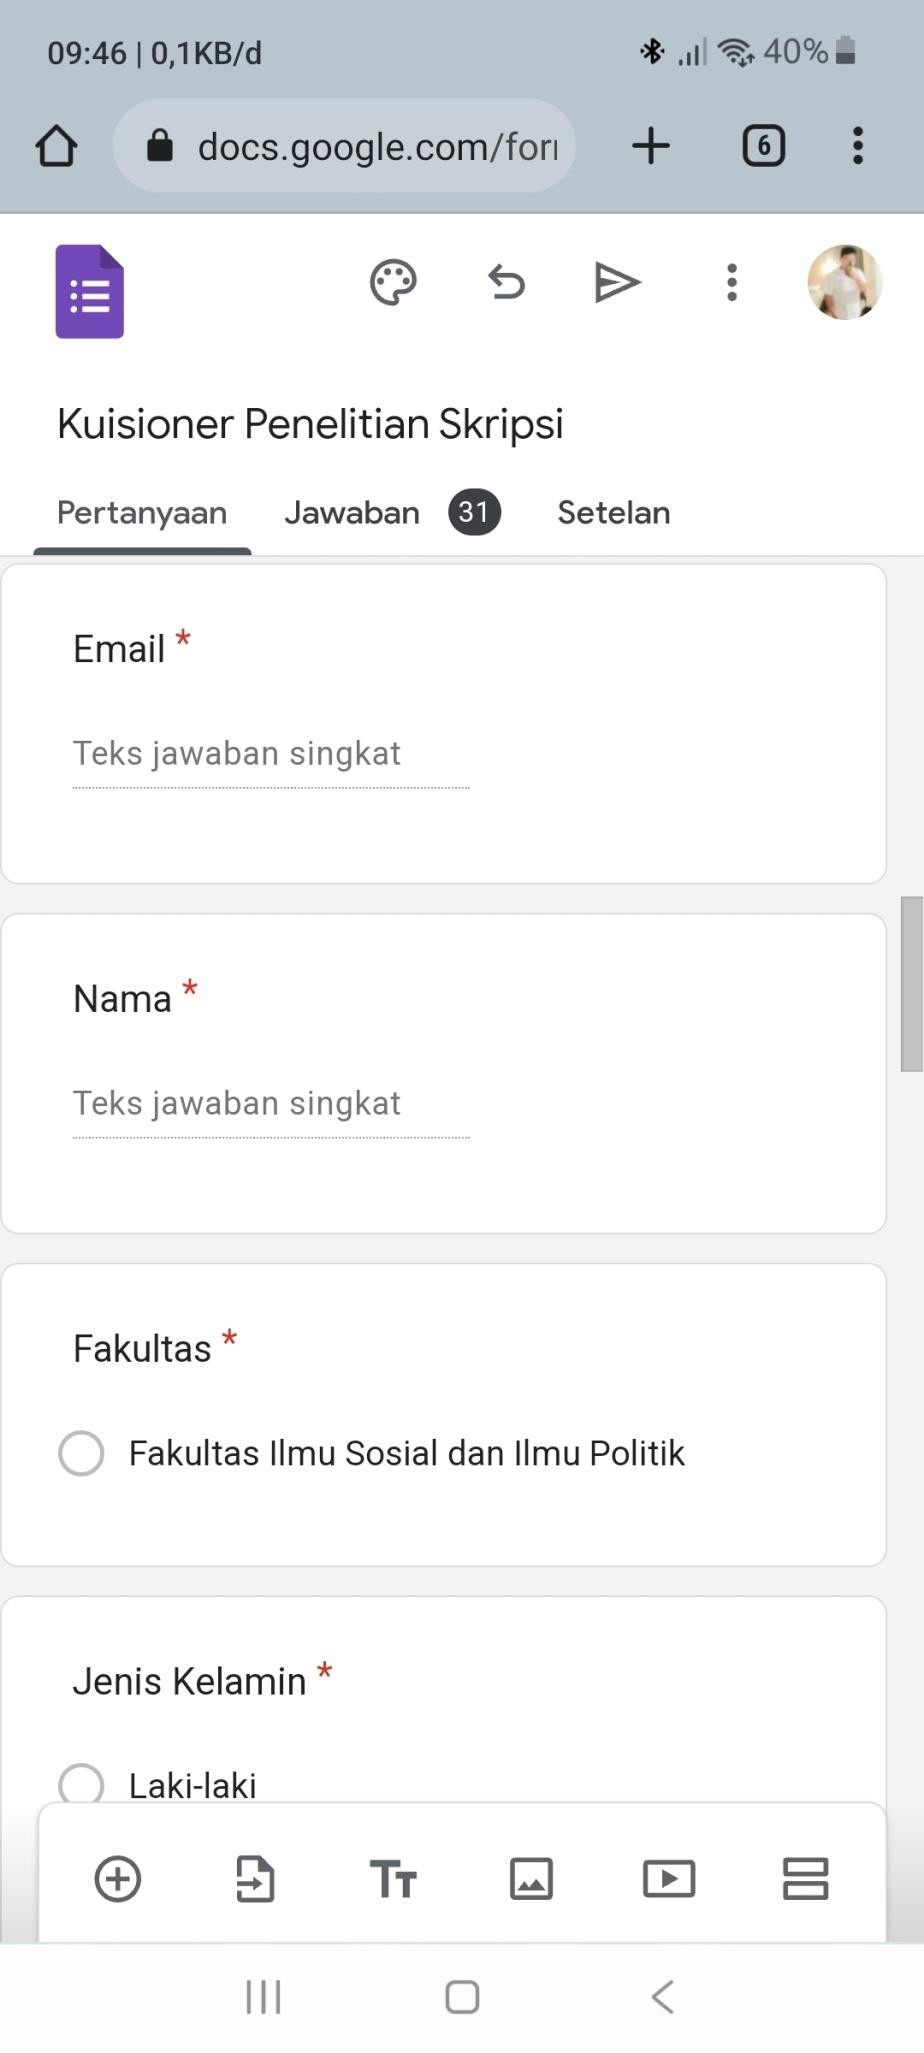 09:46 | 0,1KB/d
40%
docs.google.com/for
6
Kuisioner Penelitian Skripsi
Pertanyaan Jawaban 31 Setelan
Email *
Teks jawaban singkat
Nama *
Teks jawaban singkat
Fakultas *
Fakultas Ilmu Sosial dan Ilmu Politik
Jenis Kelamin *
Laki-laki
Tt